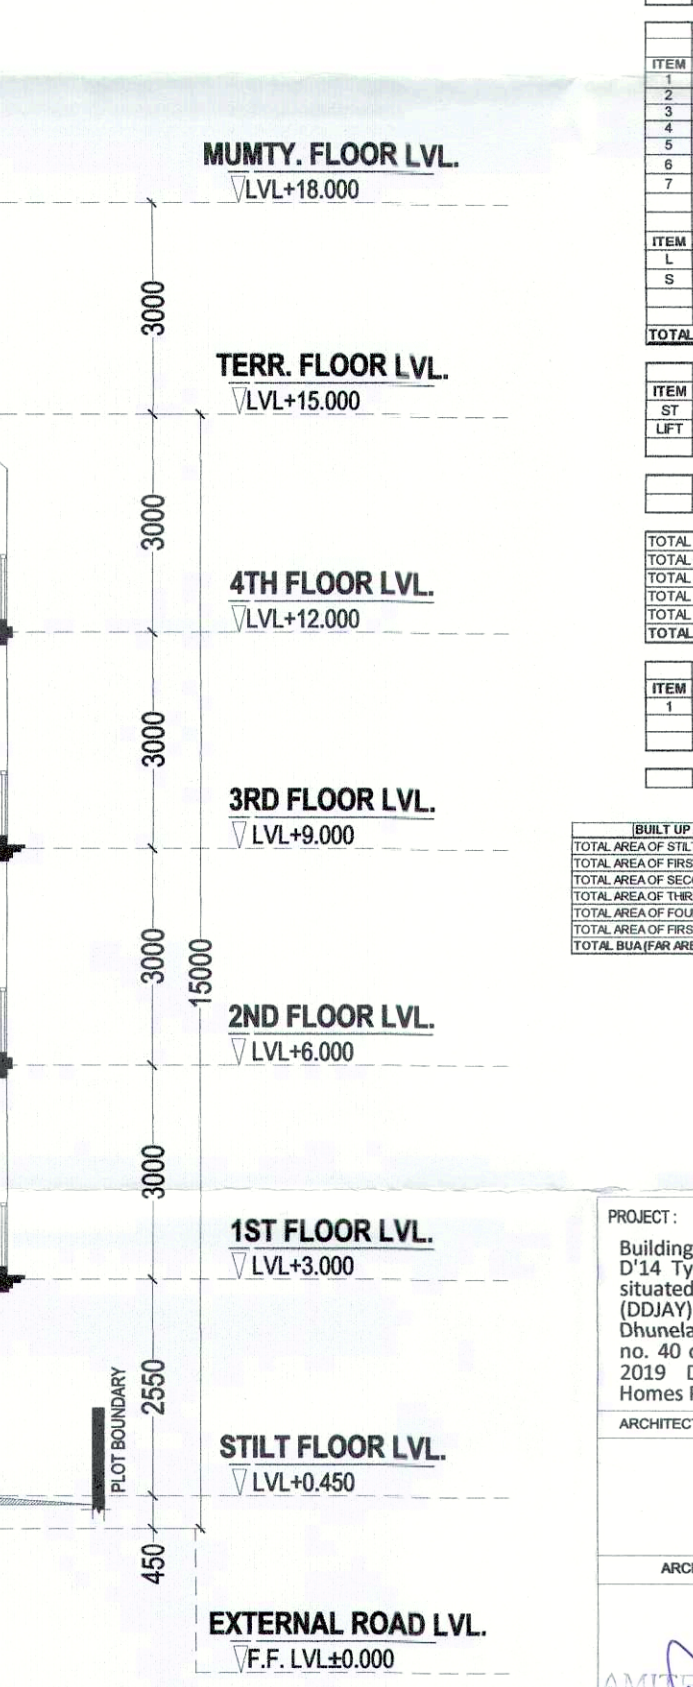 MUMTY. FLOOR LVL.
LVL+18.000
3000
TERR. FLOOR LVL.
LVL+15.000
3000
4TH FLOOR LVL.
LVL+12.000
3000
3RD FLOOR LVL.
LVL+9.000
3000
15000
2ND FLOOR LVL.
LVL+6.000
3000
1ST FLOOR LVL.
LVL+3.000
2550
PLOT BOUNDARY
STILT FLOOR LVL.
LVL+0.450
450
EXTERNAL ROAD LVL.
F.F. LVL±0.000
ITEM
1
2
3
4
5
6
7
ITEM
L
S
TOTAL
ITEM
ST
LIFT
TOTAL
TOTAL
TOTAL
TOTAL
TOTAL
TOTAL
ITEM
1
BUILT UP
TOTAL AREA OF STIL
TOTAL AREA OF FIRS
TOTAL AREA OF SEC
TOTAL AREA OF THIR
TOTAL AREA OF FOU
TOTAL AREA OF FIRS
TOTAL BUA (FAR ARE
PROJECT :
Building
D'14 Ty
situated
(DDJAY)
Dhunela
no. 40
2019 D
Homes
ARCHITECT
ARCH
AMIT